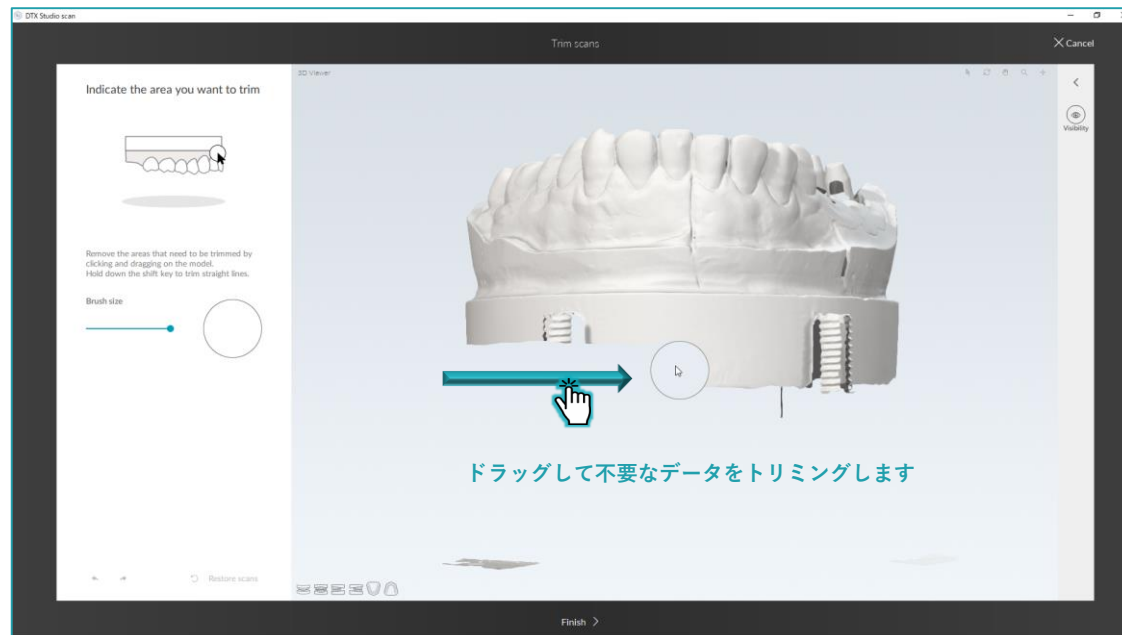 DTX Studio scan
Trim scans
Cancel
Indicate the area you want to trim
3D Viewer
Visibility
Remove the areas that need to be trimmed by
clicking and dragging on the model.
Hold down the shift key to trim straight lines.
Brush size
ドラッグして不要なデータをトリミングします
Restore scans
Finish